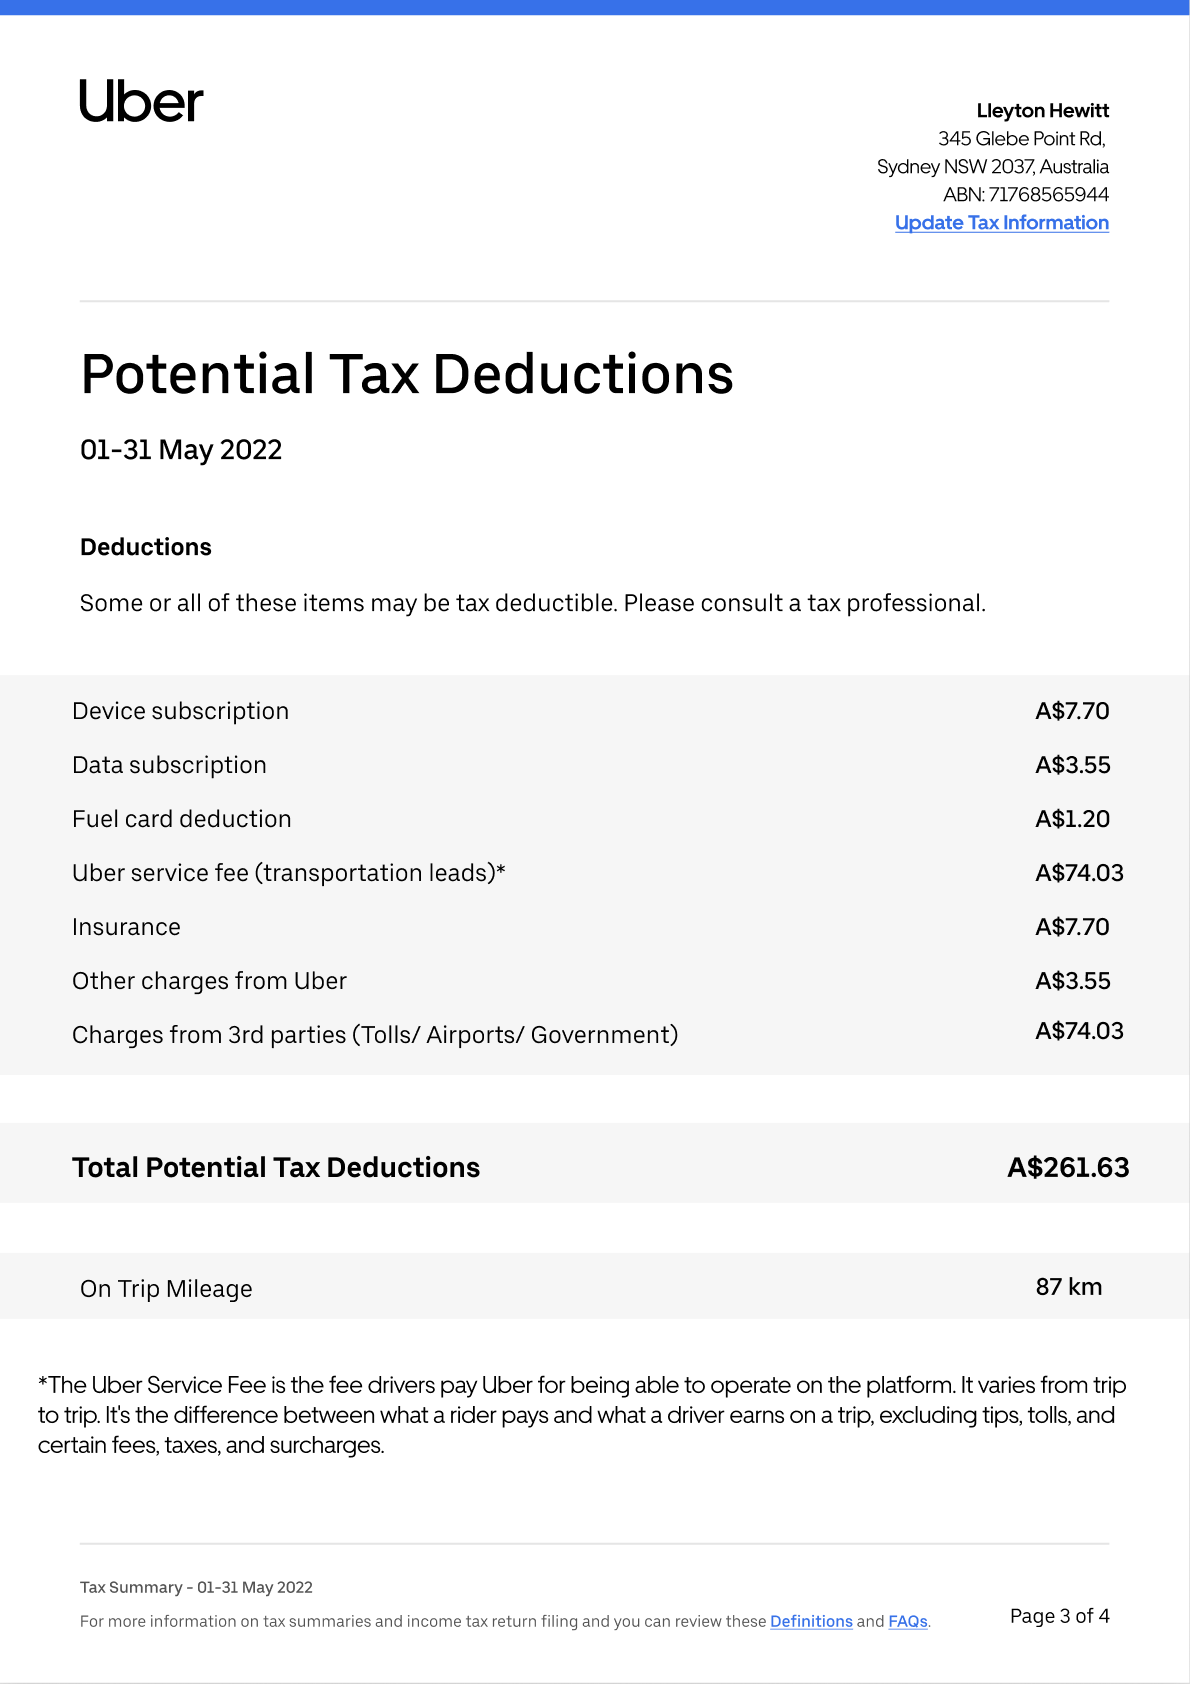 Uber
Lleyton Hewitt
345 Glebe Point Rd,
Sydney NSW 2037, Australia
ABN: 71768565944
Update Tax Information
Potential Tax Deductions
01-31 May 2022
Deductions
Some or all of these items may be tax deductible. Please consult a tax professional.
Device subscription A$7.70
Data subscription A$3.55
Fuel card deduction A$1.20
Uber service fee (transportation leads)* A$74.03
Insurance A$7.70
Other charges from Uber A$3.55
Charges from 3rd parties (Tolls/ Airports/ Government) A$74.03
Total Potential Tax Deductions A$261.63
On Trip Mileage 87 km
*The Uber Service Fee is the fee drivers pay Uber for being able to operate on the platform. It varies from trip
to trip. It's the difference between what a rider pays and what a driver earns on a trip, excluding tips, tolls, and
certain fees, taxes, and surcharges.
Tax Summary - 01-31 May 2022
For more information on tax summaries and income tax return filing and you can review these Definitions and FAQs.
Page 3 of 4